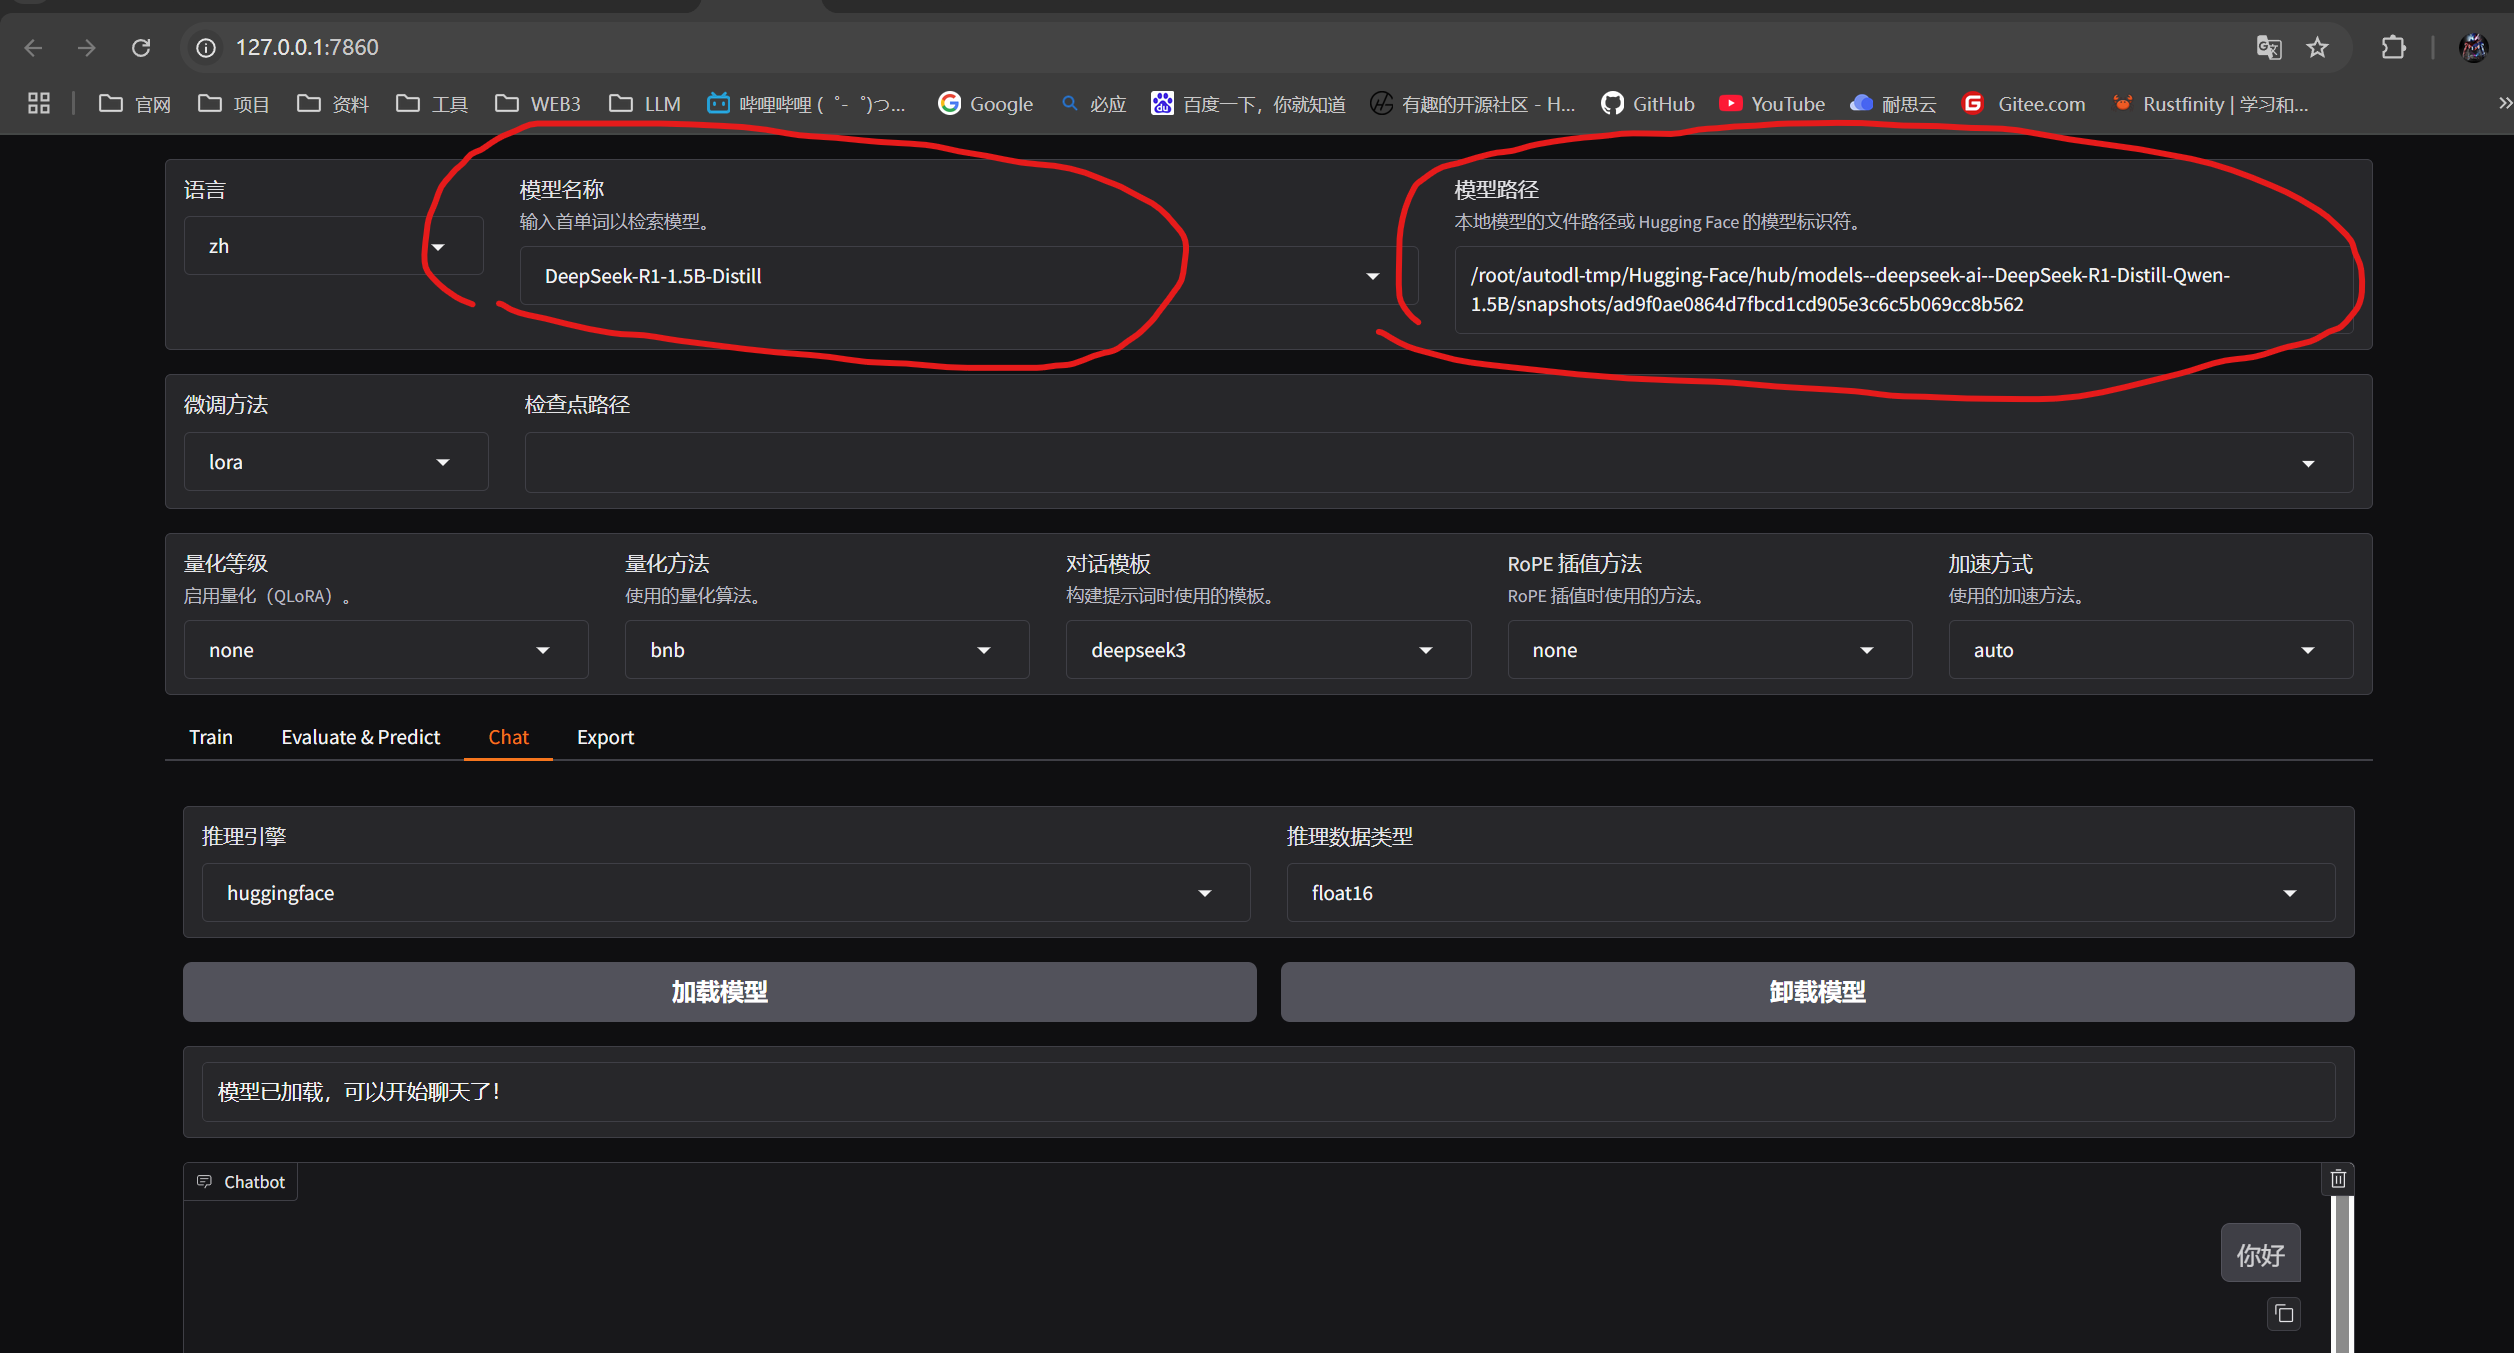 127.0.0.1:7860
官网 项目 资料 工具 WEB3 LLM 哔哩哔哩 (゜-゜)つ... Google 必应 百度一下，你就知道 有趣的开源社区 - H... GitHub YouTube 耐思云 Gitee.com Rustfinity | 学习和...
语言
zh
模型名称
输入首单词以检索模型。
DeepSeek-R1-1.5B-Distill
模型路径
本地模型的文件路径或 Hugging Face 的模型标识符。
/root/autodl-tmp/Hugging-Face/hub/models--deepseek-ai--DeepSeek-R1-Distill-Qwen-
1.5B/snapshots/ad9f0ae0864d7fbcd1cd905e3c6c5b069cc8b562
微调方法
lora
检查点路径
量化等级
启用量化（QLoRA）。
none
量化方法
使用的量化算法。
bnb
对话模板
构建提示词时使用的模板。
deepseek3
RoPE 插值方法
RoPE 插值时使用的方法。
none
加速方式
使用的加速方法。
auto
Train Evaluate & Predict Chat Export
推理引擎
huggingface
推理数据类型
float16
加载模型
卸载模型
模型已加载，可以开始聊天了！
Chatbot
你好